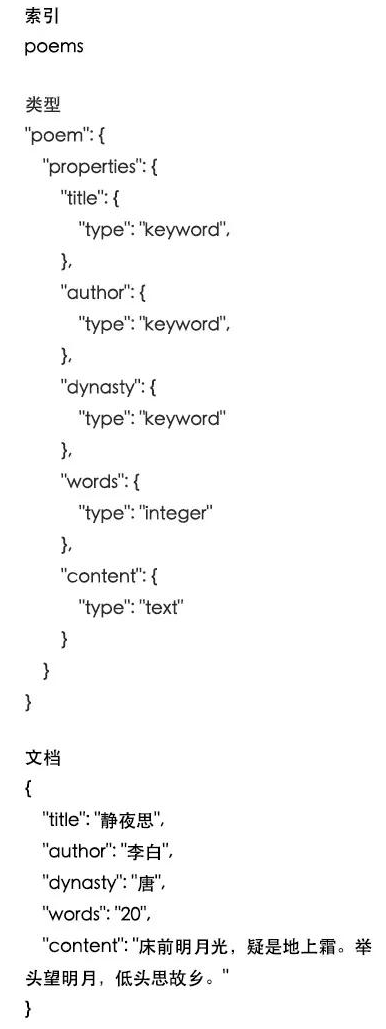 索引
poems
类型
"poem": {
"properties": {
"title": {
"type": "keyword",
},
"author": {
"type": "keyword",
},
"dynasty": {
"type": "keyword"
},
"words": {
"type": "integer"
},
"content": {
"type": "text"
}
}
}
文档
{
"title": "静夜思",
"author": "李白",
"dynasty": "唐",
"words": "20",
"content": "床前明月光，疑是地上霜。举
头望明月，低头思故乡。"
}